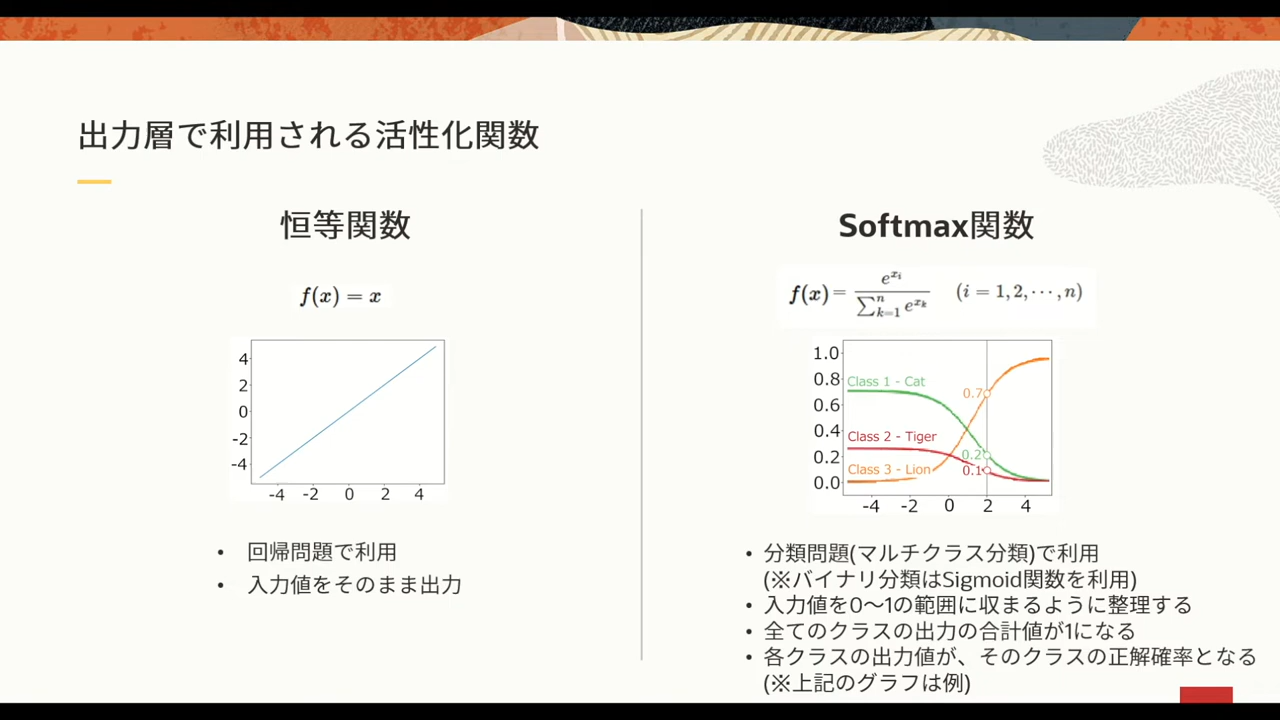 出力層で利用される活性化関数
恒等関数
f(x) = x
4
2
0
-2
-4
-4 -2 0 2 4
• 回帰問題で利用
• 入力値をそのまま出力
Softmax関数
f(x) = e^{x_i} / ∑_{k=1}^{n} e^{x_k} (i = 1, 2, ⋯, n)
1.0
0.8
0.6
0.4
0.2
0.0
Class 1 - Cat
Class 2 - Tiger
Class 3 - Lion
0.7
0.2
0.1
-4 -2 0 2 4
• 分類問題(マルチクラス分類)で利用
(※バイナリ分類はSigmoid関数を利用)
• 入力値を0～1の範囲に収まるように整理する
• 全てのクラスの出力の合計値が1になる
• 各クラスの出力値が、そのクラスの正解確率となる
(※上記のグラフは例)